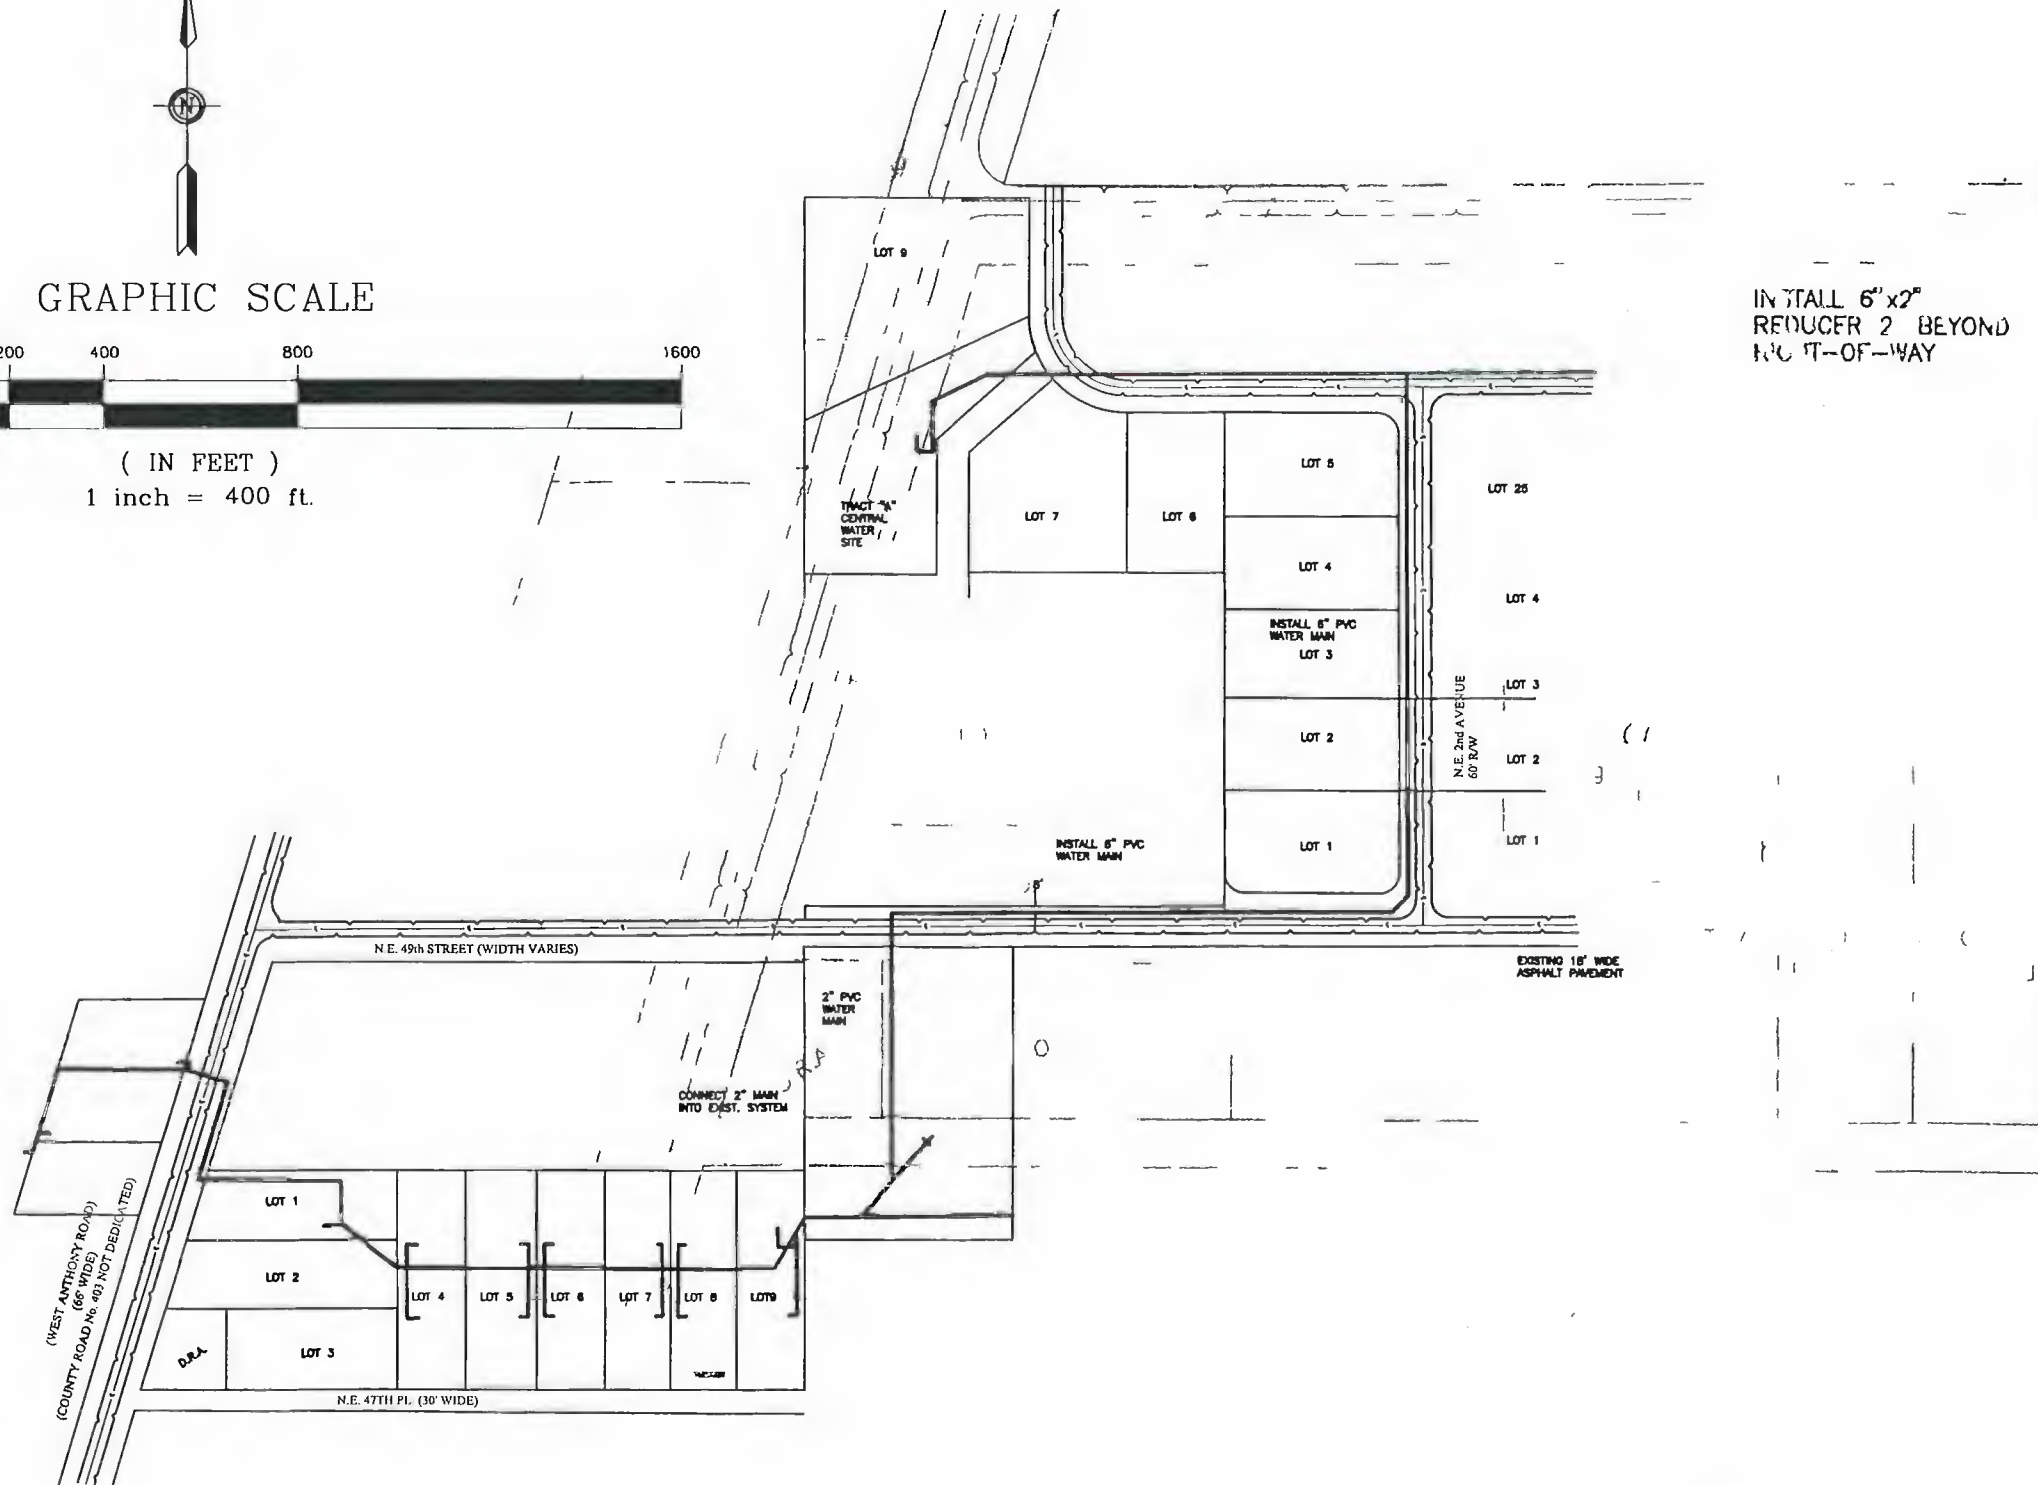 N
GRAPHIC SCALE
200 400 800 1600
( IN FEET )
1 inch = 400 ft.
REDUCER 2 BEYOND
LOT 9
TRACT "A"
CENTRAL
WATER
SITE
LOT 7
LOT 6
LOT 5
LOT 4
INSTALL 6" PVC
WATER MAIN
LOT 3
LOT 2
LOT 1
LOT 25
LOT 4
LOT 3
LOT 2
LOT 1
N.E. 2nd AVENUE
60' R/W
INSTALL 6" PVC
WATER MAIN
N.E. 49th STREET (WIDTH VARIES)
EXISTING 18' WIDE
ASPHALT PAVEMENT
2" PVC
WATER
MAIN
CONNECT 2" MAIN
INTO EXIST. SYSTEM
(WEST ANTHONY ROAD)
(66' WIDE)
(COUNTY ROAD No. 403 NOT DEDICATED)
LOT 1
LOT 2
D.R.A.
LOT 3
LOT 4
LOT 5
LOT 6
LOT 7
LOT 8
LOT9
N.E. 47TH PL. (30' WIDE)